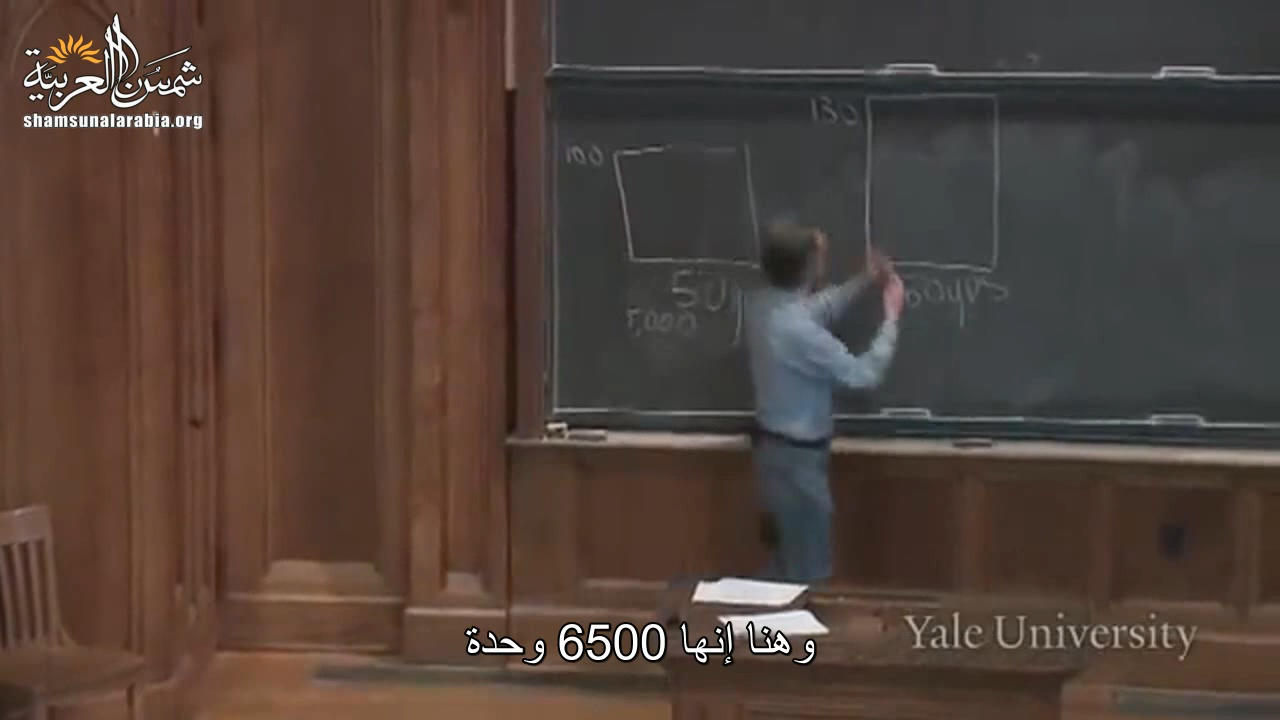 شمس العربية
shamsunalarabia.org
130
100
50y
5,000
60yrs
وهنا إنها 6500 وحدة
Yale University